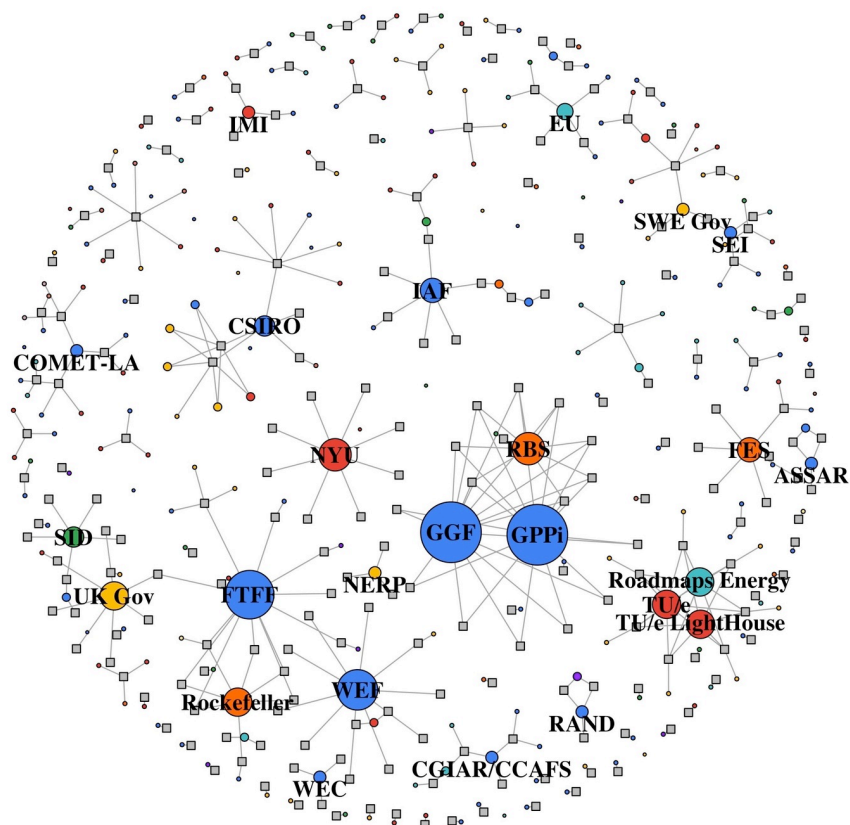 IMI
EU
SWE Gov
SEI
IAF
CSIRO
COMET-LA
NYU
RBS
FES
ASSAR
GGF
GPPi
SID
NERP
Roadmaps Energy
UK Gov
FTFF
TU/e
TU/e LightHouse
WEF
Rockefeller
RAND
CGIAR/CCAFS
WEC